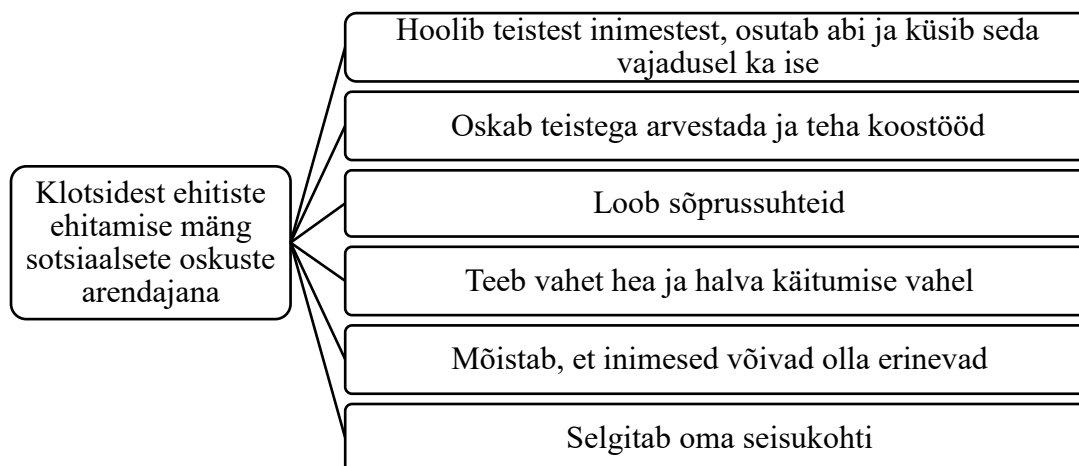 Klotsidest ehitiste
ehitamise mäng
sotsiaalsete oskuste
arendajana
Hoolib teistest inimestest, osutab abi ja küsib seda
vajadusel ka ise
Oskab teistega arvestada ja teha koostööd
Loob sõprussuhteid
Teeb vahet hea ja halva käitumise vahel
Mõistab, et inimesed võivad olla erinevad
Selgitab oma seisukohti